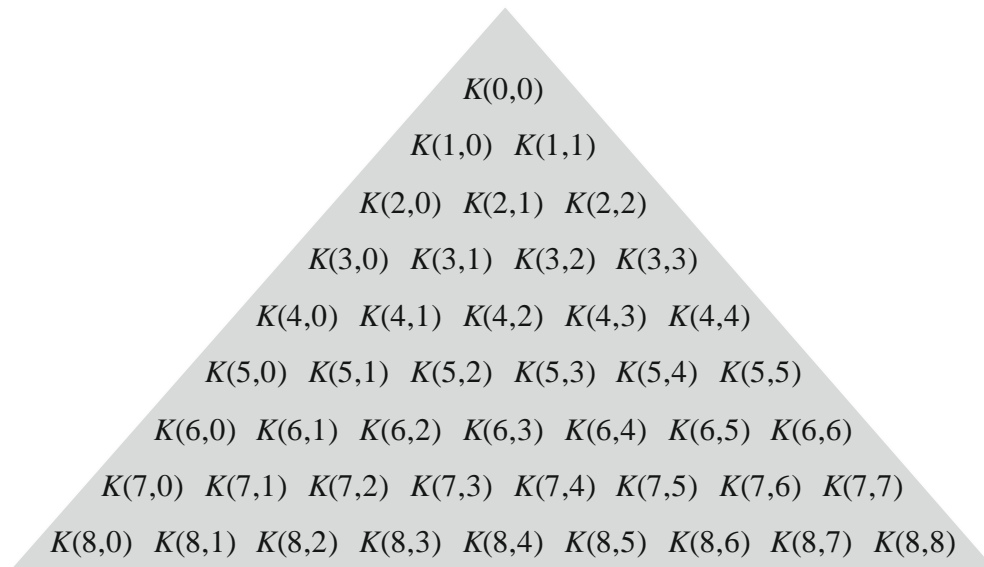 K(0,0)
K(1,0) K(1,1)
K(2,0) K(2,1) K(2,2)
K(3,0) K(3,1) K(3,2) K(3,3)
K(4,0) K(4,1) K(4,2) K(4,3) K(4,4)
K(5,0) K(5,1) K(5,2) K(5,3) K(5,4) K(5,5)
K(6,0) K(6,1) K(6,2) K(6,3) K(6,4) K(6,5) K(6,6)
K(7,0) K(7,1) K(7,2) K(7,3) K(7,4) K(7,5) K(7,6) K(7,7)
K(8,0) K(8,1) K(8,2) K(8,3) K(8,4) K(8,5) K(8,6) K(8,7) K(8,8)